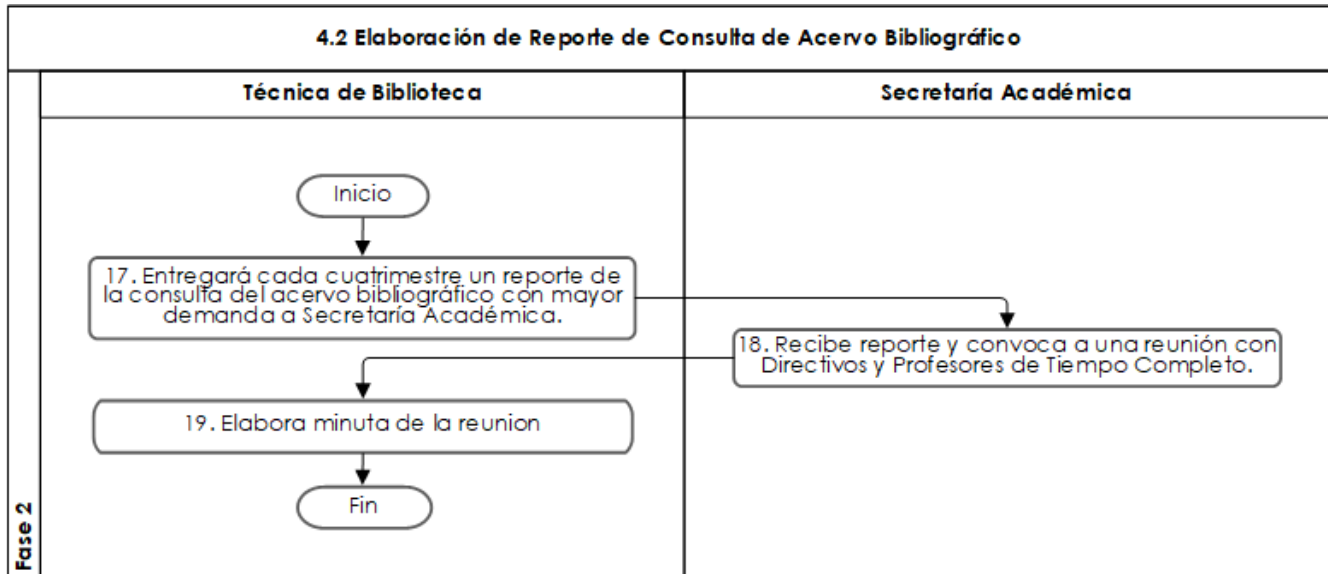 4.2 Elaboración de Reporte de Consulta de Acervo Bibliográfico
Técnica de Biblioteca
Secretaría Académica
Inicio
17. Entregará cada cuatrimestre un reporte de
la consulta del acervo bibliográfico con mayor
demanda a Secretaría Académica.
18. Recibe reporte y convoca a una reunión con
Directivos y Profesores de Tiempo Completo.
19. Elabora minuta de la reunion
Fin
Fase 2